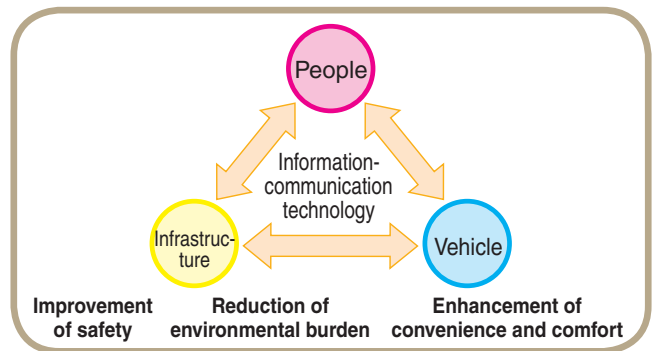 People
Information-
communication
technology
Infrastruc-
ture
Vehicle
Improvement
of safety
Reduction of
environmental burden
Enhancement of
convenience and comfort